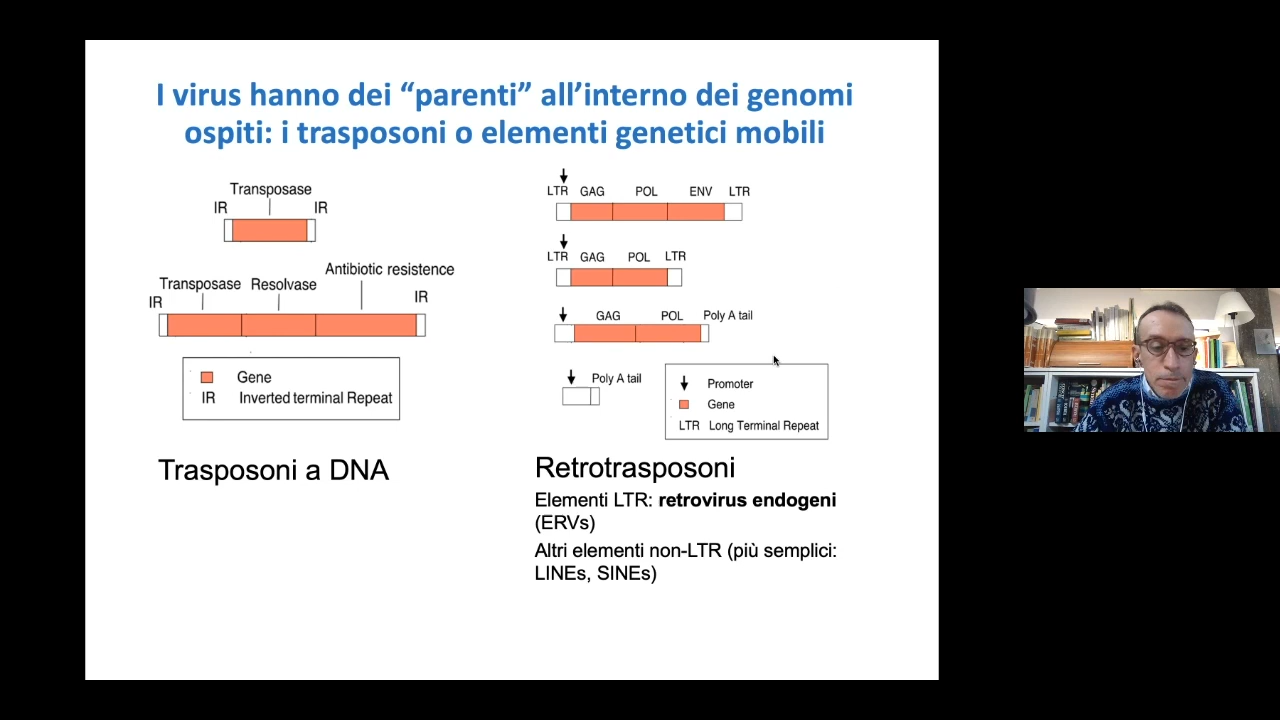 I virus hanno dei “parenti” all’interno dei genomi
ospiti: i trasposoni o elementi genetici mobili
Transposase
IR IR
Transposase Resolvase Antibiotic resistence
IR IR
Gene
IR Inverted terminal Repeat
Trasposoni a DNA
LTR GAG POL ENV LTR
LTR GAG POL LTR
GAG POL Poly A tail
Poly A tail
Promoter
Gene
LTR Long Terminal Repeat
Retrotrasposoni
Elementi LTR: retrovirus endogeni
(ERVs)
Altri elementi non-LTR (più semplici:
LINEs, SINEs)